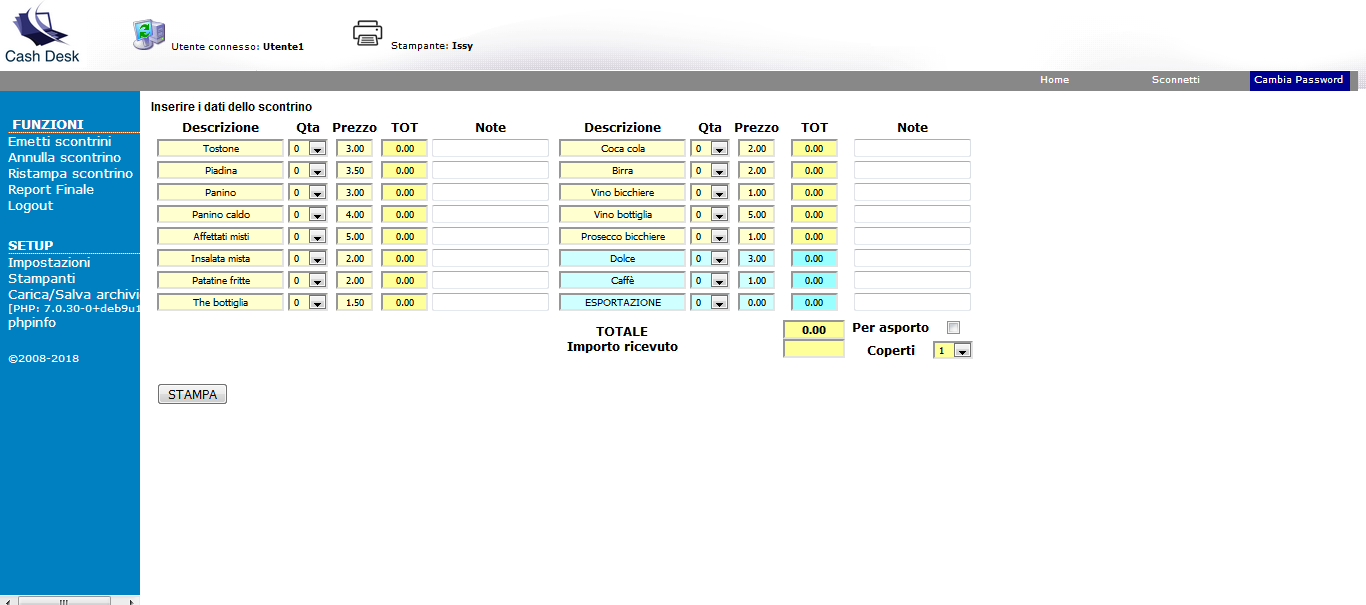 Cash Desk
Utente connesso: Utente1
Stampante: Issy
Home Sconnetti Cambia Password
FUNZIONI
Emetti scontrini
Annulla scontrino
Ristampa scontrino
Report Finale
Logout
SETUP
Impostazioni
Stampanti
Carica/Salva archivi
[PHP: 7.0.30-0+deb9u1
phpinfo
©2008-2018
Inserire i dati dello scontrino
Descrizione Qta Prezzo TOT Note Descrizione Qta Prezzo TOT Note
Tostone 0 3.00 0.00 Coca cola 0 2.00 0.00
Piadina 0 3.50 0.00 Birra 0 2.00 0.00
Panino 0 3.00 0.00 Vino bicchiere 0 1.00 0.00
Panino caldo 0 4.00 0.00 Vino bottiglia 0 5.00 0.00
Affettati misti 0 5.00 0.00 Prosecco bicchiere 0 1.00 0.00
Insalata mista 0 2.00 0.00 Dolce 0 3.00 0.00
Patatine fritte 0 2.00 0.00 Caffè 0 1.00 0.00
The bottiglia 0 1.50 0.00 ESPORTAZIONE 0 0.00 0.00
TOTALE 0.00 Per asporto
Importo ricevuto Coperti 1
STAMPA